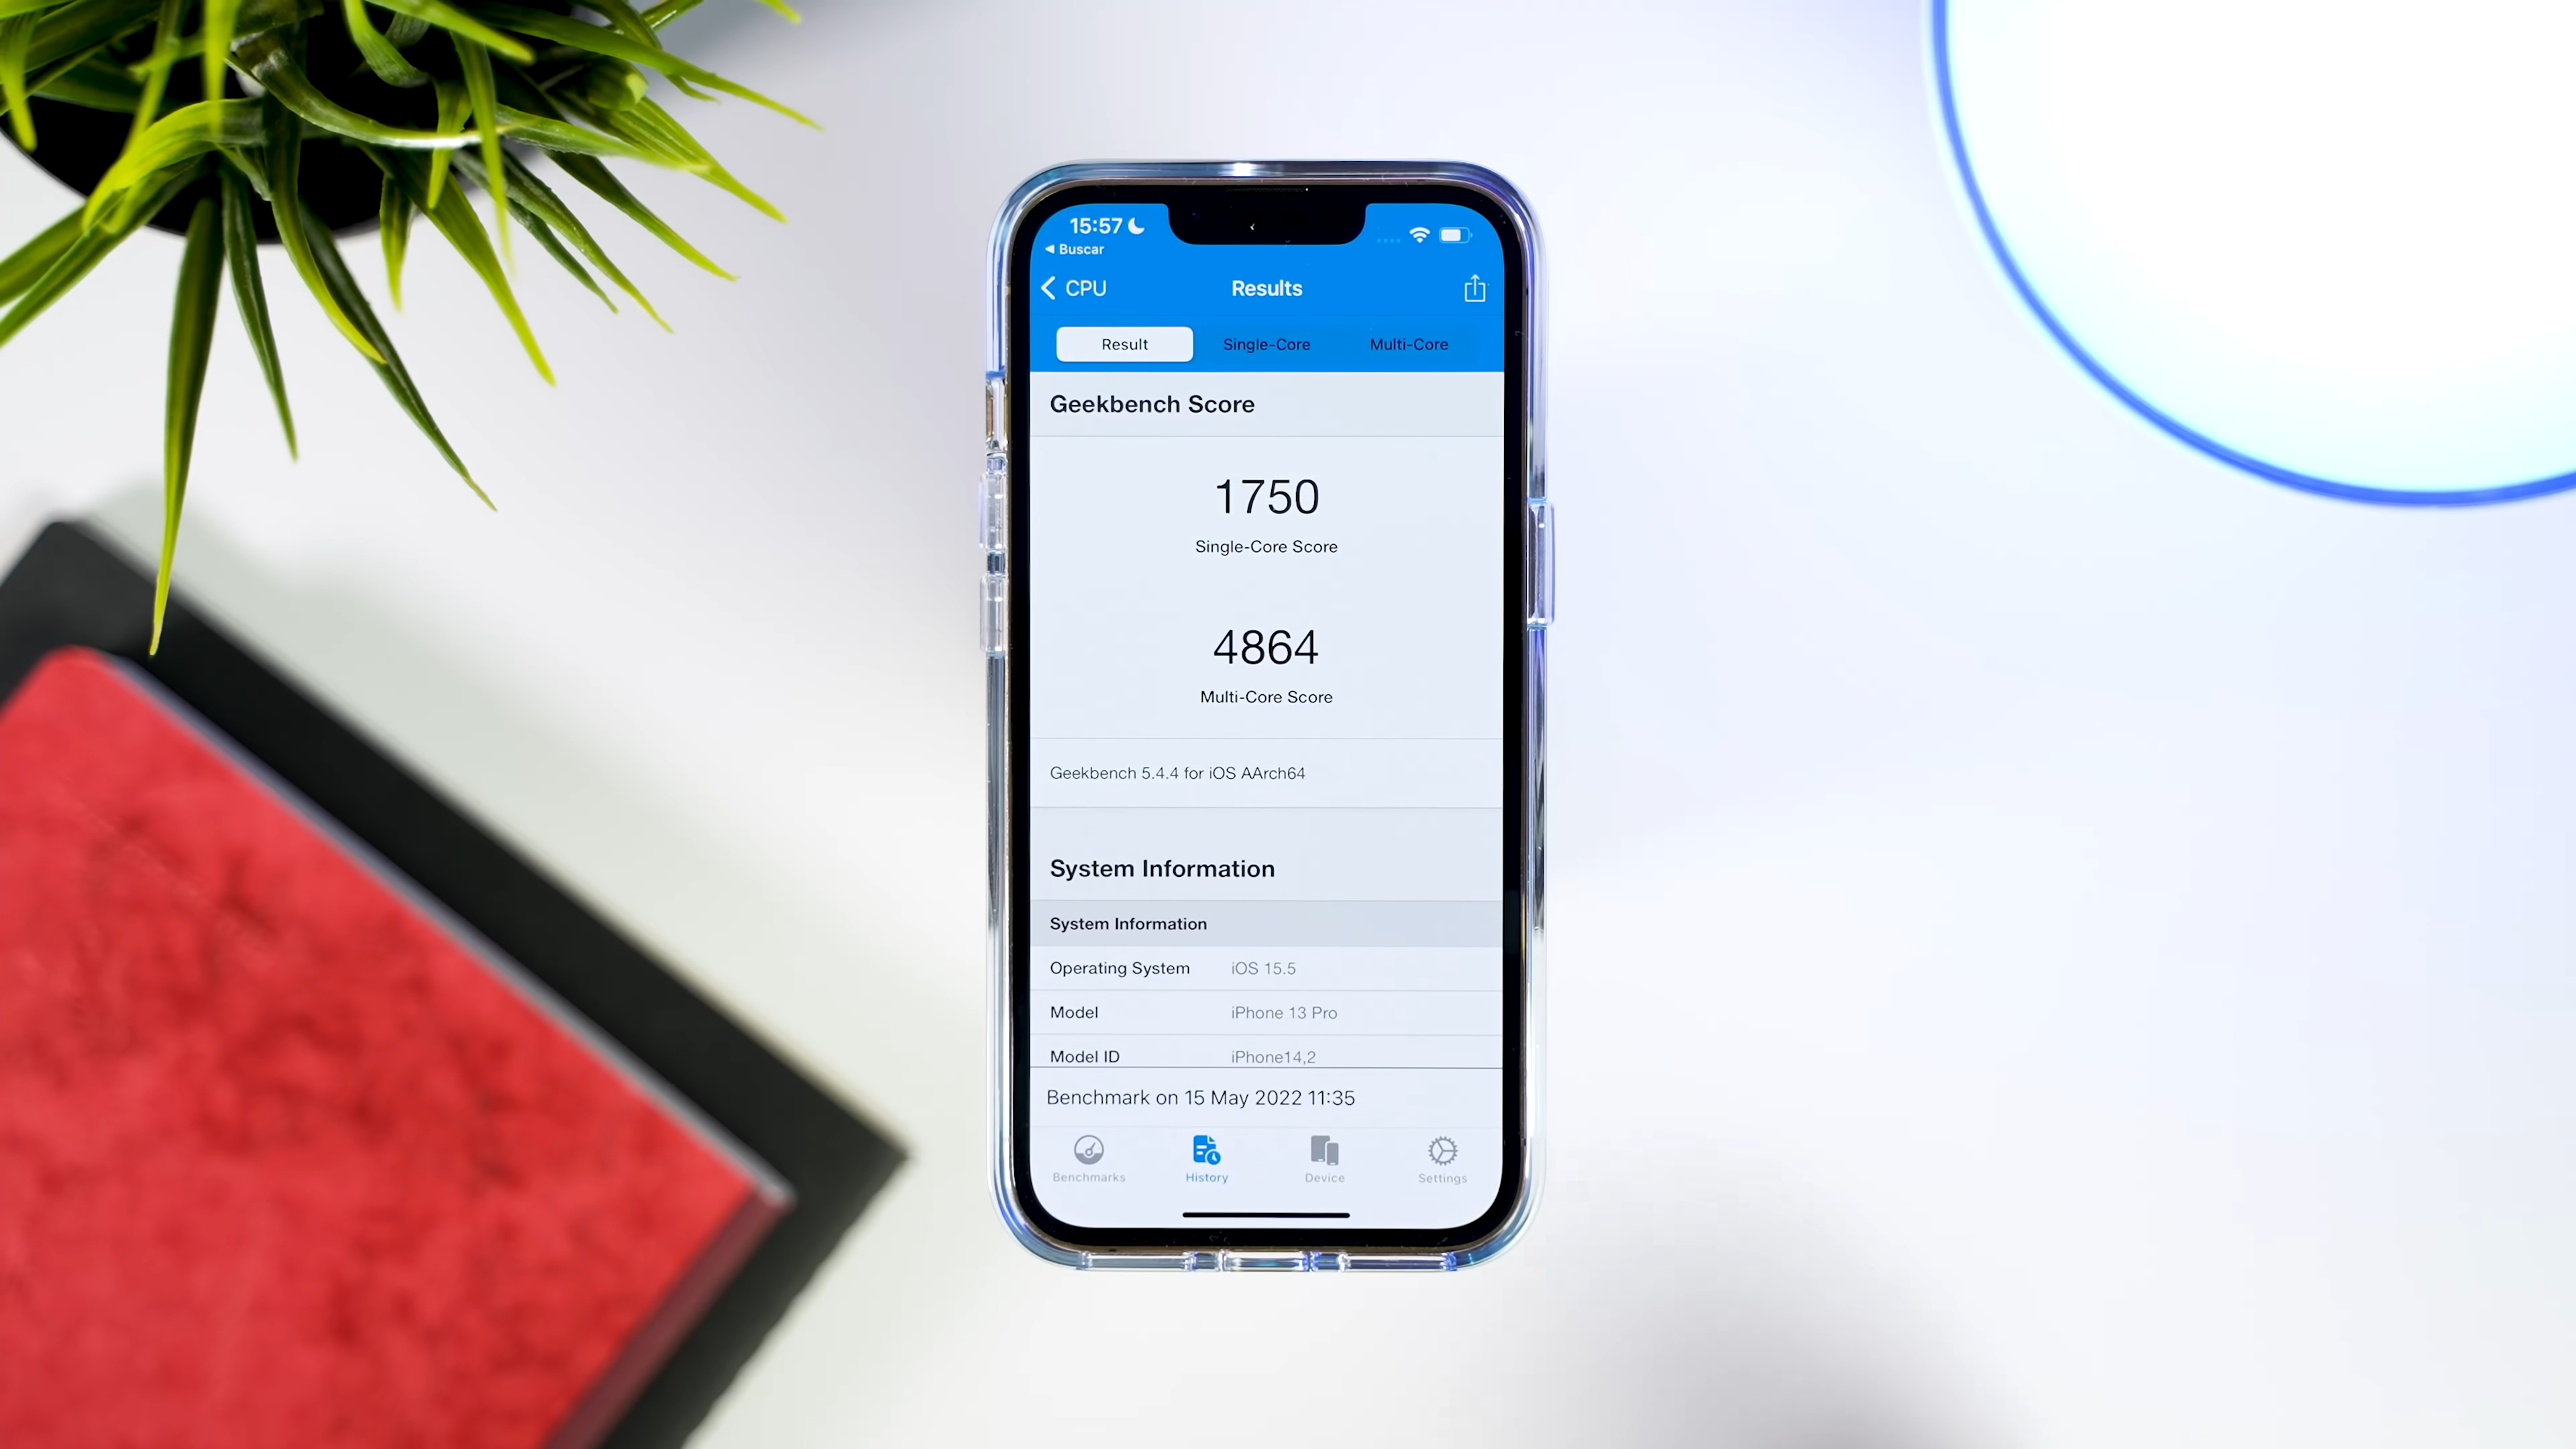 15:57
◀ Buscar
CPU
Results
Result
Single-Core
Multi-Core
Geekbench Score
1750
Single-Core Score
4864
Multi-Core Score
Geekbench 5.4.4 for iOS AArch64
System Information
System Information
Operating System iOS 15.5
Model iPhone 13 Pro
Model ID iPhone14,2
Benchmark on 15 May 2022 11:35
Benchmarks
History
Device
Settings